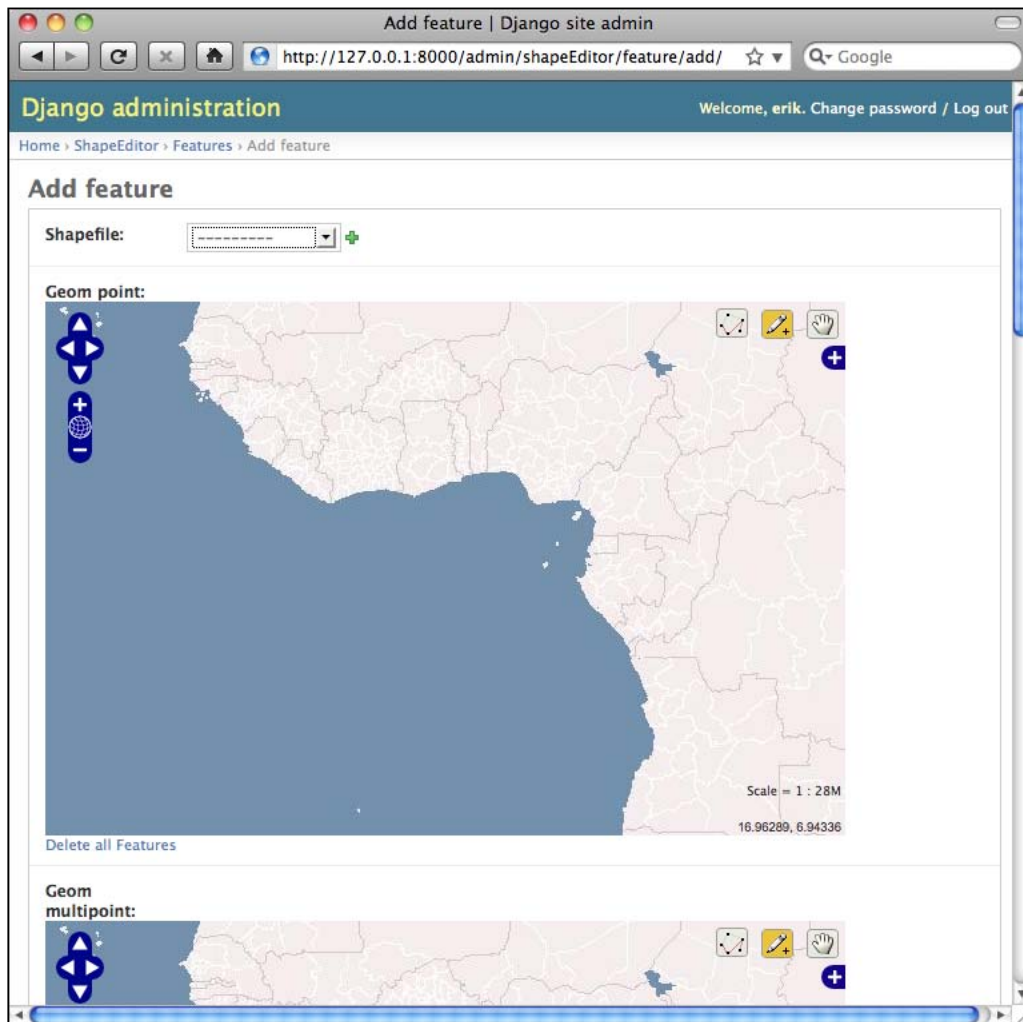 Add feature | Django site admin
http://127.0.0.1:8000/admin/shapeEditor/feature/add/
Google
Django administration
Welcome, erik. Change password / Log out
Home › ShapeEditor › Features › Add feature
Add feature
Shapefile:
---------
Geom point:
Scale = 1 : 28M
16.96289, 6.94336
Delete all Features
Geom
multipoint: